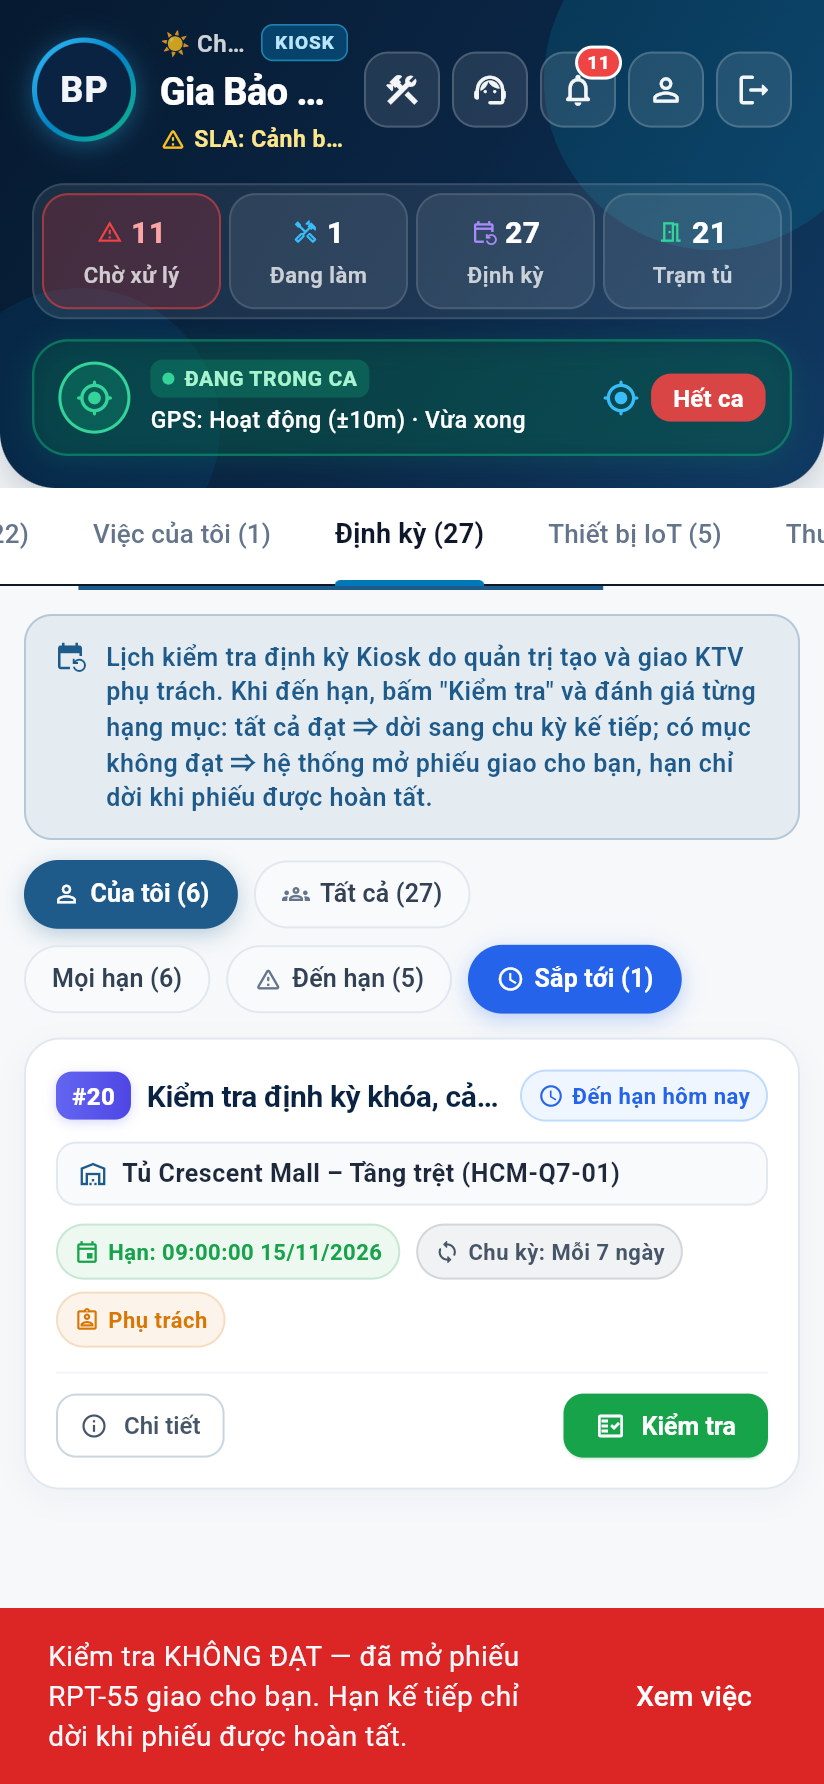 BP
Ch...
KIOSK
Gia Bảo ...
SLA: Cảnh b...
11
11
Chờ xử lý
1
Đang làm
27
Định kỳ
21
Trạm tủ
ĐANG TRONG CA
GPS: Hoạt động (±10m) · Vừa xong
Hết ca
22)
Việc của tôi (1)
Định kỳ (27)
Thiết bị IoT (5)
Thu
Lịch kiểm tra định kỳ Kiosk do quản trị tạo và giao KTV
phụ trách. Khi đến hạn, bấm "Kiểm tra" và đánh giá từng
hạng mục: tất cả đạt ⇒ dời sang chu kỳ kế tiếp; có mục
không đạt ⇒ hệ thống mở phiếu giao cho bạn, hạn chỉ
dời khi phiếu được hoàn tất.
Của tôi (6)
Tất cả (27)
Mọi hạn (6)
Đến hạn (5)
Sắp tới (1)
#20
Kiểm tra định kỳ khóa, cả...
Đến hạn hôm nay
Tủ Crescent Mall – Tầng trệt (HCM-Q7-01)
Hạn: 09:00:00 15/11/2026
Chu kỳ: Mỗi 7 ngày
Phụ trách
Chi tiết
Kiểm tra
Kiểm tra KHÔNG ĐẠT — đã mở phiếu
RPT-55 giao cho bạn. Hạn kế tiếp chỉ
dời khi phiếu được hoàn tất.
Xem việc